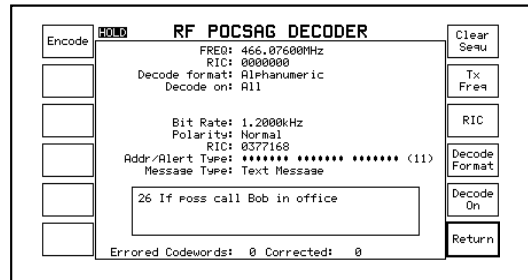 Encode
HOLD RF POCSAG DECODER
FREQ: 466.07600MHz
RIC: 0000000
Decode format: Alphanumeric
Decode on: All
Bit Rate: 1.2000kHz
Polarity: Normal
RIC: 0377168
Addr/Alert Type: ♦♦♦♦♦♦♦ ♦♦♦♦♦♦♦ ♦♦♦♦♦♦♦ (11)
Message Type: Text Message
26 If poss call Bob in office
Errored Codewords: 0 Corrected: 0
Clear
Sequ
Tx
Freq
RIC
Decode
Format
Decode
On
Return